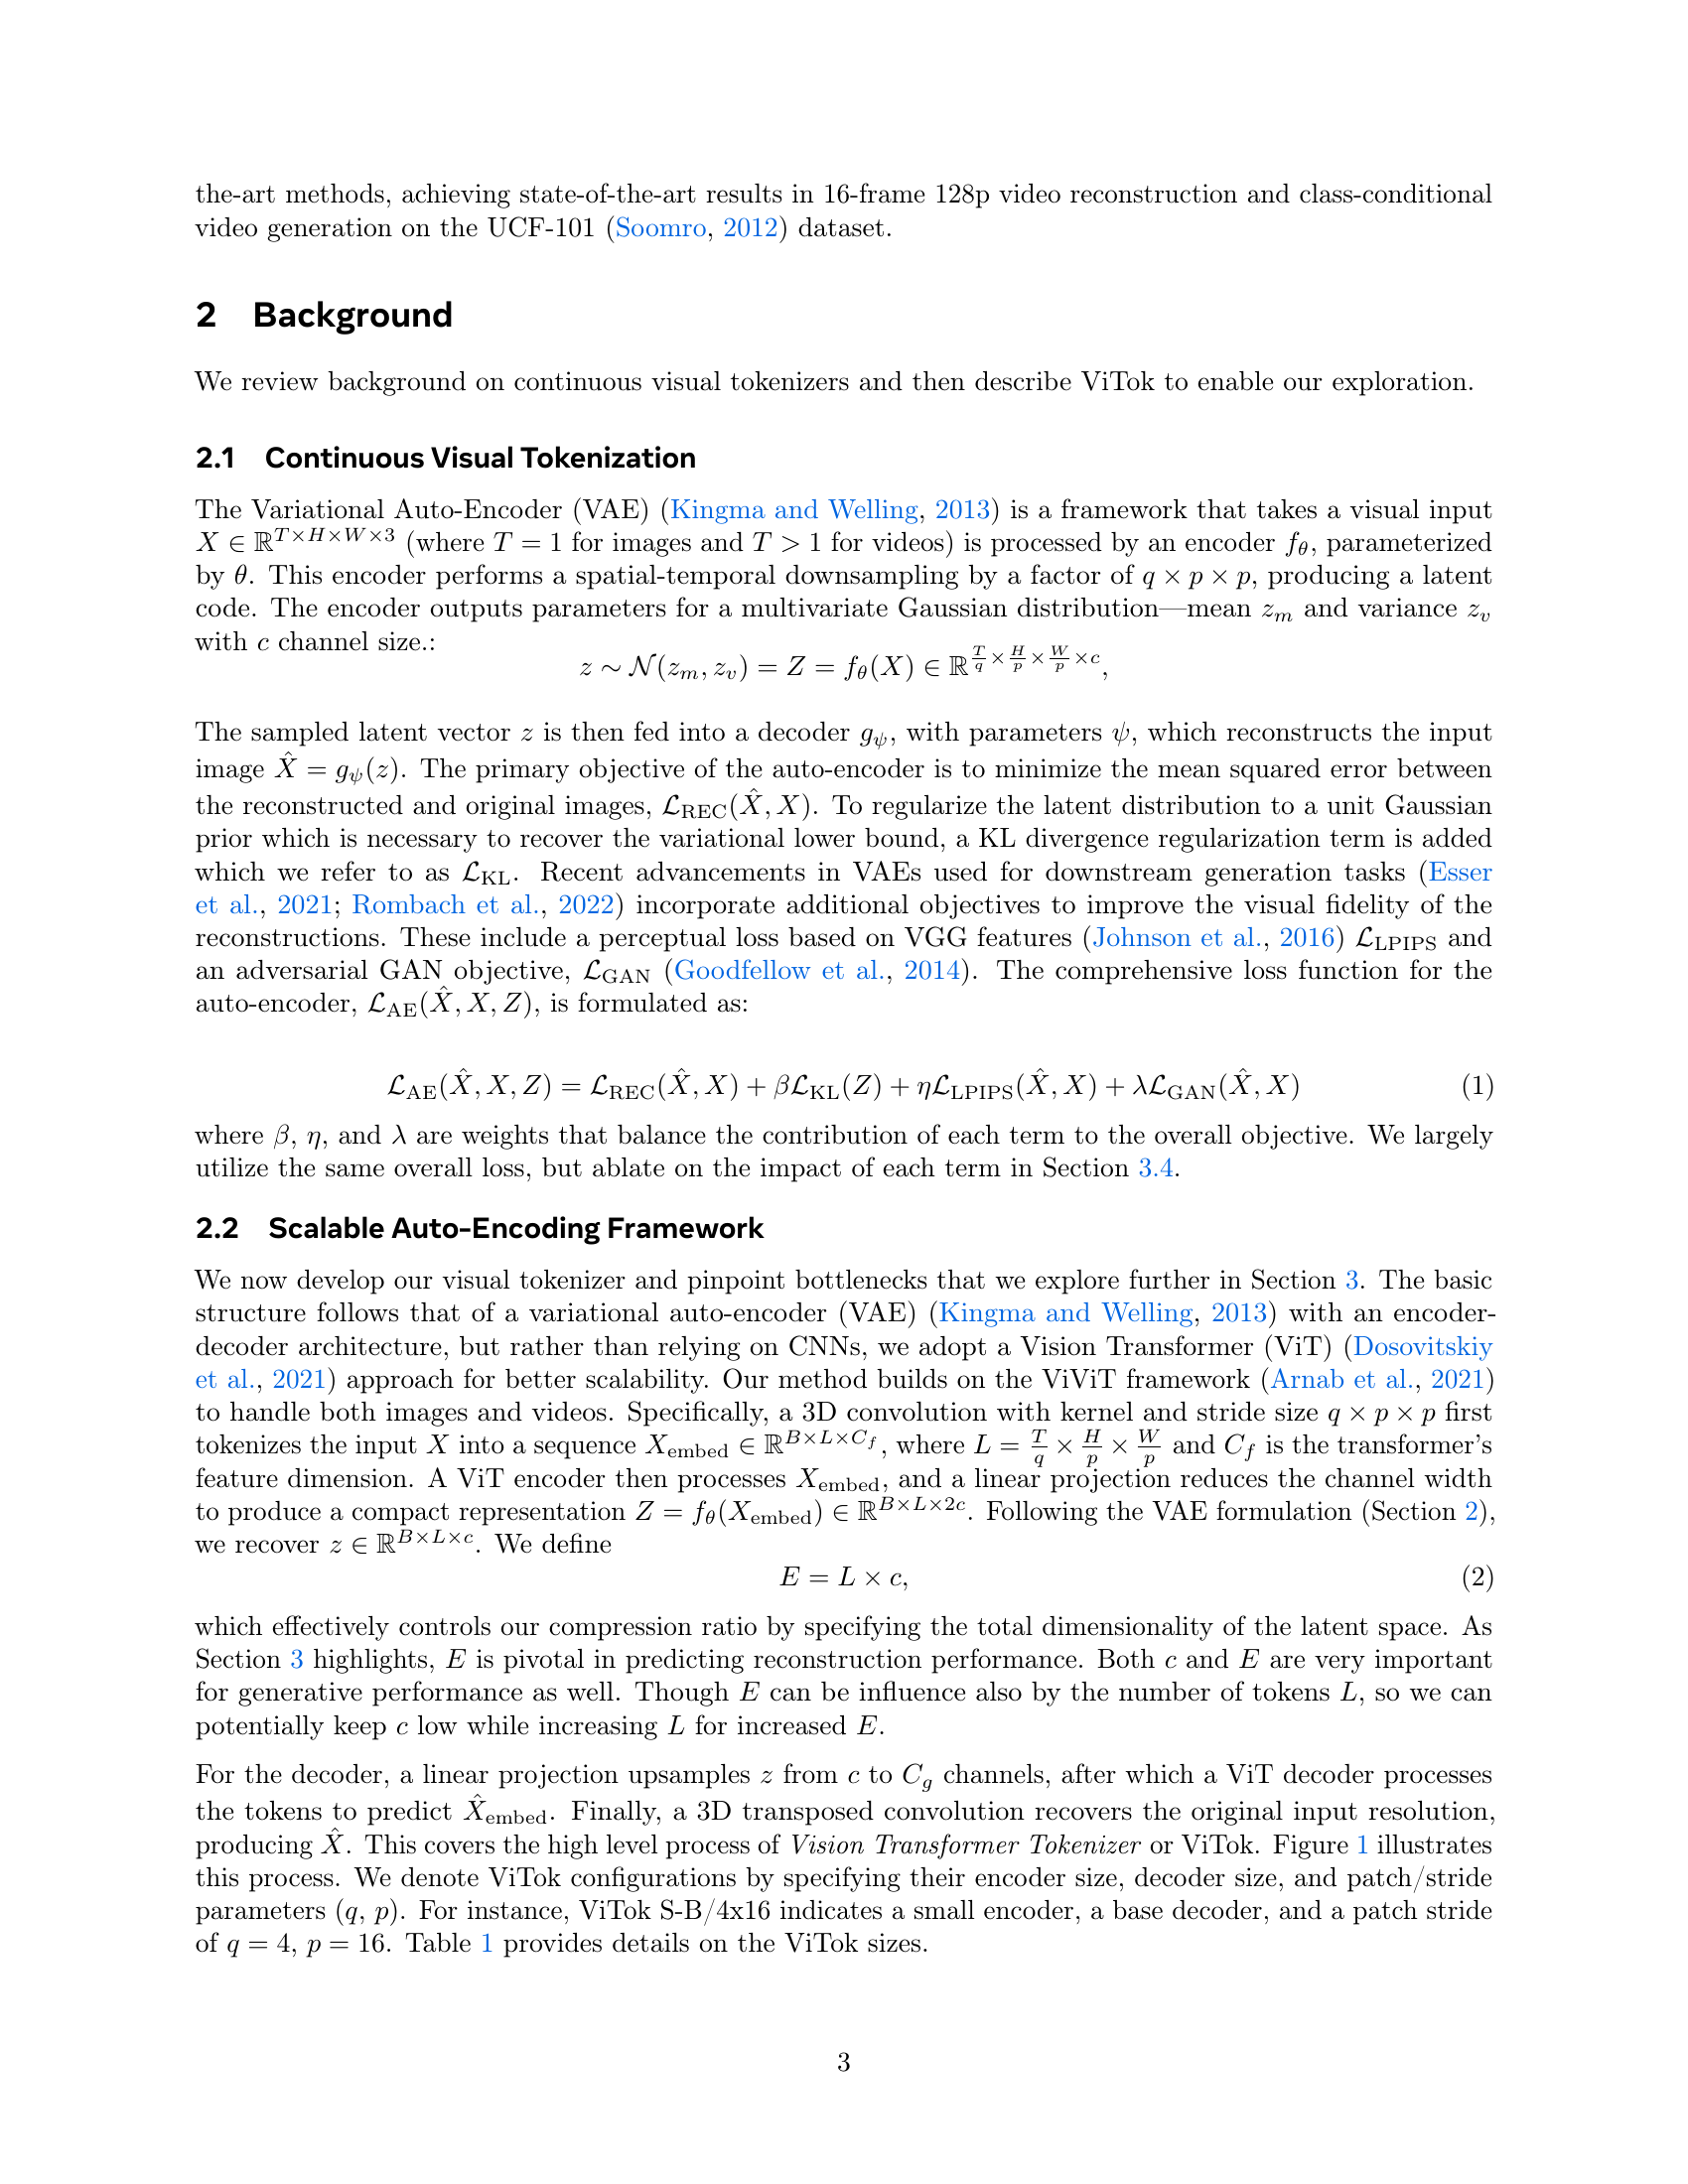 the-art methods, achieving state-of-the-art results in 16-frame 128p video reconstruction and class-conditional
video generation on the UCF-101 (Soomro, 2012) dataset.
2 Background
We review background on continuous visual tokenizers and then describe ViTok to enable our exploration.
2.1 Continuous Visual Tokenization
The Variational Auto-Encoder (VAE) (Kingma and Welling, 2013) is a framework that takes a visual input
$X \in \mathbb{R}^{T \times H \times W \times 3}$ (where $T = 1$ for images and $T > 1$ for videos) is processed by an encoder $f_\theta$, parameterized
by $\theta$. This encoder performs a spatial-temporal downsampling by a factor of $q \times p \times p$, producing a latent
code. The encoder outputs parameters for a multivariate Gaussian distribution—mean $z_m$ and variance $z_v$
with $c$ channel size.:
$z \sim \mathcal{N}(z_m, z_v) = Z = f_\theta(X) \in \mathbb{R}^{\frac{T}{q} \times \frac{H}{p} \times \frac{W}{p} \times c},$
The sampled latent vector $z$ is then fed into a decoder $g_\psi$, with parameters $\psi$, which reconstructs the input
image $\hat{X} = g_\psi(z)$. The primary objective of the auto-encoder is to minimize the mean squared error between
the reconstructed and original images, $\mathcal{L}_{\text{REC}}(\hat{X}, X)$. To regularize the latent distribution to a unit Gaussian
prior which is necessary to recover the variational lower bound, a KL divergence regularization term is added
which we refer to as $\mathcal{L}_{\text{KL}}$. Recent advancements in VAEs used for downstream generation tasks (Esser
et al., 2021; Rombach et al., 2022) incorporate additional objectives to improve the visual fidelity of the
reconstructions. These include a perceptual loss based on VGG features (Johnson et al., 2016) $\mathcal{L}_{\text{LPIPS}}$ and
an adversarial GAN objective, $\mathcal{L}_{\text{GAN}}$ (Goodfellow et al., 2014). The comprehensive loss function for the
auto-encoder, $\mathcal{L}_{\text{AE}}(\hat{X}, X, Z)$, is formulated as:
$\mathcal{L}_{\text{AE}}(\hat{X}, X, Z) = \mathcal{L}_{\text{REC}}(\hat{X}, X) + \beta\mathcal{L}_{\text{KL}}(Z) + \eta\mathcal{L}_{\text{LPIPS}}(\hat{X}, X) + \lambda\mathcal{L}_{\text{GAN}}(\hat{X}, X)$ (1)
where $\beta$, $\eta$, and $\lambda$ are weights that balance the contribution of each term to the overall objective. We largely
utilize the same overall loss, but ablate on the impact of each term in Section 3.4.
2.2 Scalable Auto-Encoding Framework
We now develop our visual tokenizer and pinpoint bottlenecks that we explore further in Section 3. The basic
structure follows that of a variational auto-encoder (VAE) (Kingma and Welling, 2013) with an encoder-
decoder architecture, but rather than relying on CNNs, we adopt a Vision Transformer (ViT) (Dosovitskiy
et al., 2021) approach for better scalability. Our method builds on the ViViT framework (Arnab et al., 2021)
to handle both images and videos. Specifically, a 3D convolution with kernel and stride size $q \times p \times p$ first
tokenizes the input $X$ into a sequence $X_{\text{embed}} \in \mathbb{R}^{B \times L \times C_f}$, where $L = \frac{T}{q} \times \frac{H}{p} \times \frac{W}{p}$ and $C_f$ is the transformer's
feature dimension. A ViT encoder then processes $X_{\text{embed}}$, and a linear projection reduces the channel width
to produce a compact representation $Z = f_\theta(X_{\text{embed}}) \in \mathbb{R}^{B \times L \times 2c}$. Following the VAE formulation (Section 2),
we recover $z \in \mathbb{R}^{B \times L \times c}$. We define
$E = L \times c,$ (2)
which effectively controls our compression ratio by specifying the total dimensionality of the latent space. As
Section 3 highlights, $E$ is pivotal in predicting reconstruction performance. Both $c$ and $E$ are very important
for generative performance as well. Though $E$ can be influence also by the number of tokens $L$, so we can
potentially keep $c$ low while increasing $L$ for increased $E$.
For the decoder, a linear projection upsamples $z$ from $c$ to $C_g$ channels, after which a ViT decoder processes
the tokens to predict $\hat{X}_{\text{embed}}$. Finally, a 3D transposed convolution recovers the original input resolution,
producing $\hat{X}$. This covers the high level process of Vision Transformer Tokenizer or ViTok. Figure 1 illustrates
this process. We denote ViTok configurations by specifying their encoder size, decoder size, and patch/stride
parameters ($q$, $p$). For instance, ViTok S-B/4x16 indicates a small encoder, a base decoder, and a patch stride
of $q = 4$, $p = 16$. Table 1 provides details on the ViTok sizes.
3